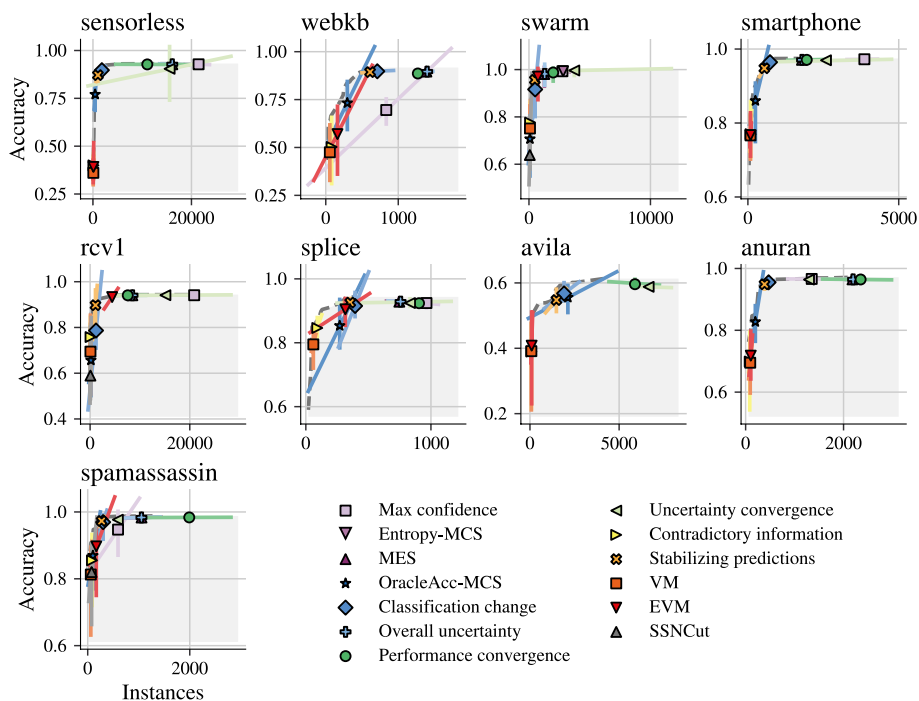 sensorless
webkb
swarm
smartphone
Accuracy
1.00
0.75
0.50
0.25
0
20000
1.00
0.75
0.50
0.25
0
1000
1.0
0.8
0.6
0
10000
1.0
0.8
0.6
0
5000
rcv1
splice
avila
anuran
Accuracy
1.0
0.8
0.6
0.4
0
20000
1.0
0.8
0.6
0
1000
0.6
0.4
0.2
0
5000
1.0
0.8
0.6
0
2000
spamassassin
Accuracy
1.0
0.8
0.6
0
2000
Instances
Max confidence
Entropy-MCS
MES
OracleAcc-MCS
Classification change
Overall uncertainty
Performance convergence
Uncertainty convergence
Contradictory information
Stabilizing predictions
VM
EVM
SSNCut